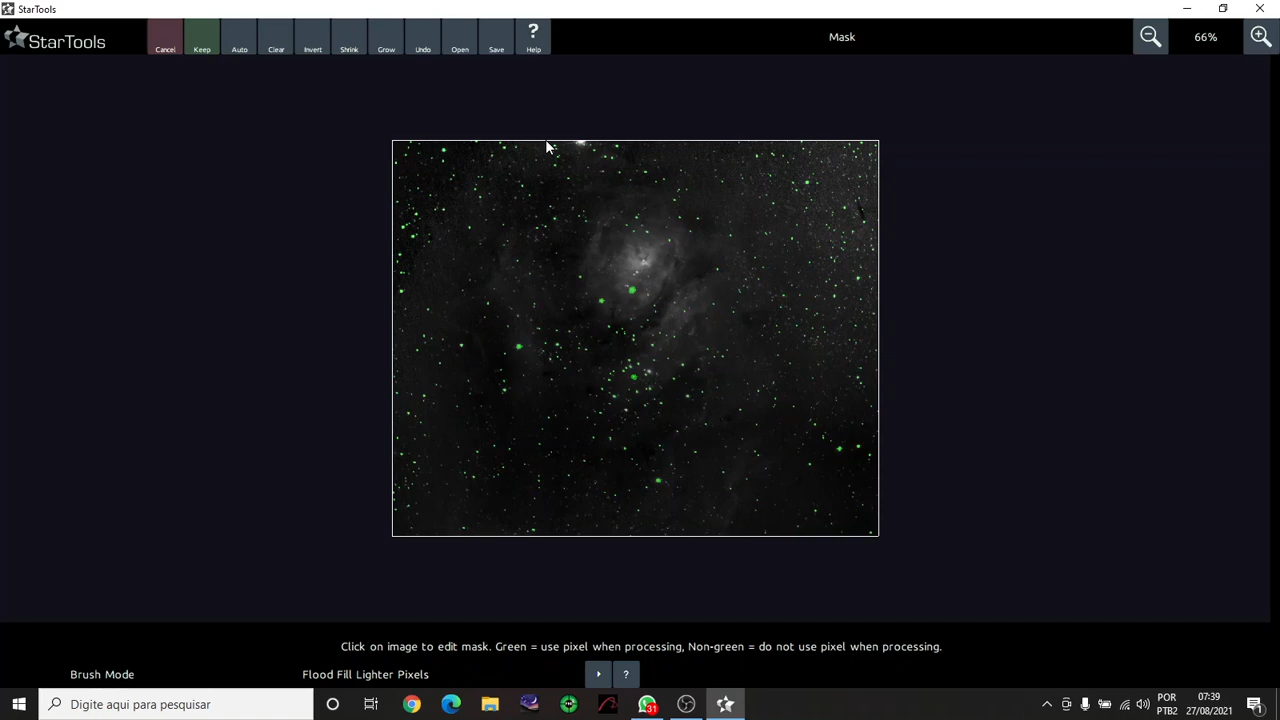 StarTools
StarTools
Cancel
Keep
Auto
Clear
Invert
Shrink
Grow
Undo
Open
Save
?
Help
Mask
66%
Click on image to edit mask. Green = use pixel when processing, Non-green = do not use pixel when processing.
Brush Mode
Flood Fill Lighter Pixels
?
Digite aqui para pesquisar
31
POR
PTB2
07:39
27/08/2021
1